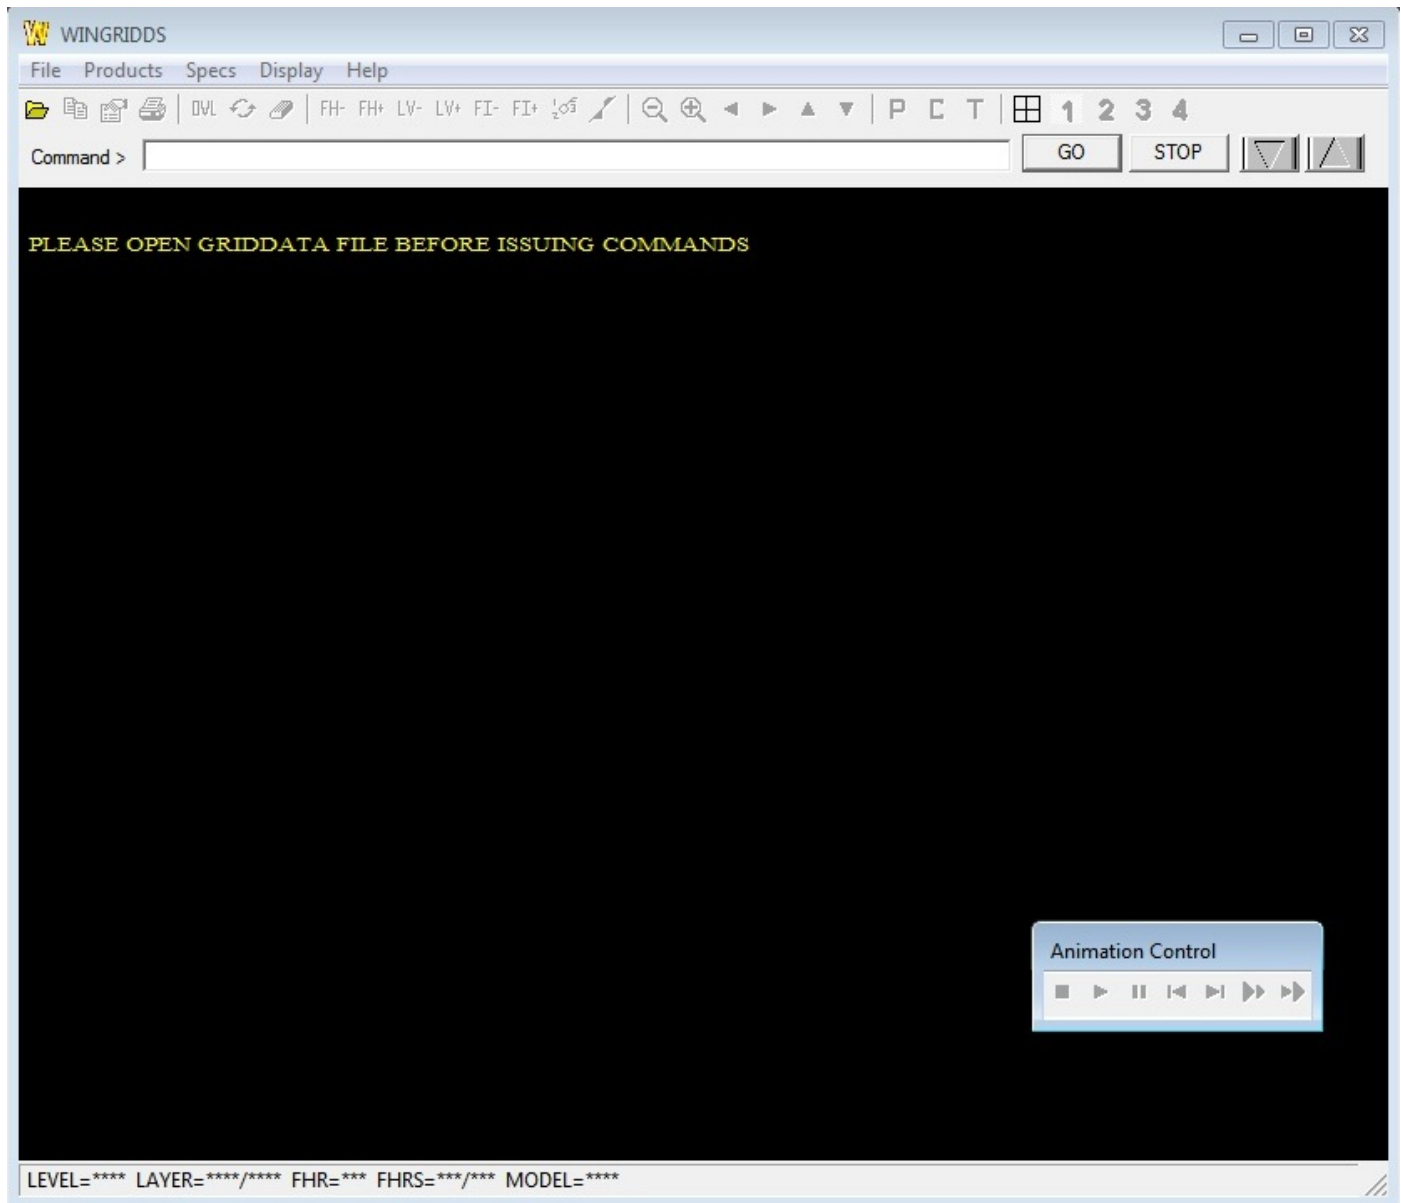 WINGRIDDS
File Products Specs Display Help
OVL FH- FH+ LV- LV+ FI- FI+ P C T 1 2 3 4
Command > GO STOP
PLEASE OPEN GRIDDATA FILE BEFORE ISSUING COMMANDS
Animation Control
LEVEL=**** LAYER=****/**** FHR=*** FHRS=***/*** MODEL=****